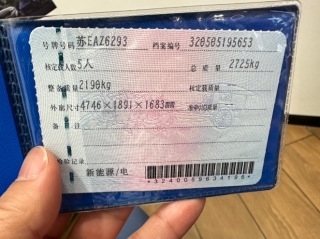 号牌号码 苏EAZ6293 档案编号 320505195653
核定载人数 5人 总质量 2725kg
整备质量 2190kg 核定载质量
外廓尺寸 4746×1891×1683mm 准牵引总质量
备注
检验记录
新能源/电
*3240059634195*